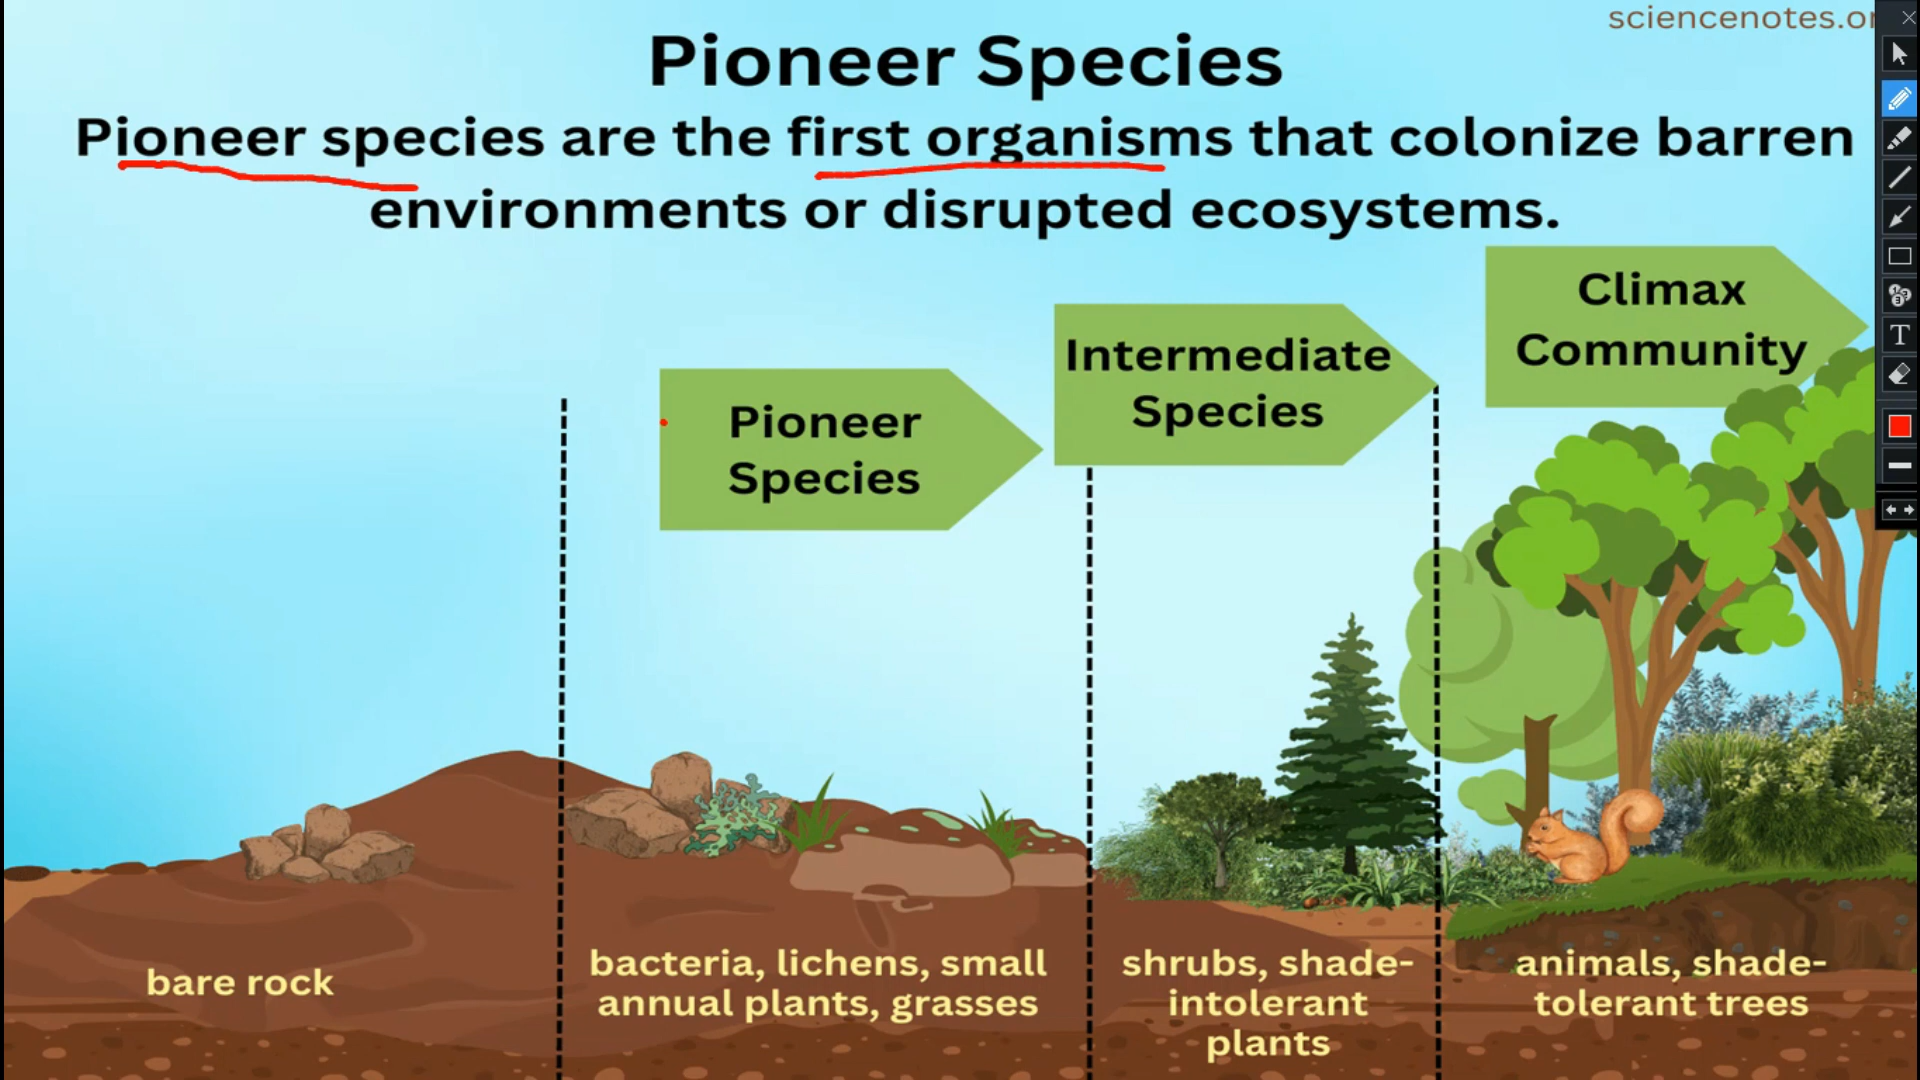 sciencenotes.or
Pioneer Species
Pioneer species are the first organisms that colonize barren
environments or disrupted ecosystems.
Climax
Community
Intermediate
Species
Pioneer
Species
bare rock
bacteria, lichens, small
annual plants, grasses
shrubs, shade-
intolerant
plants
animals, shade-
tolerant trees
T